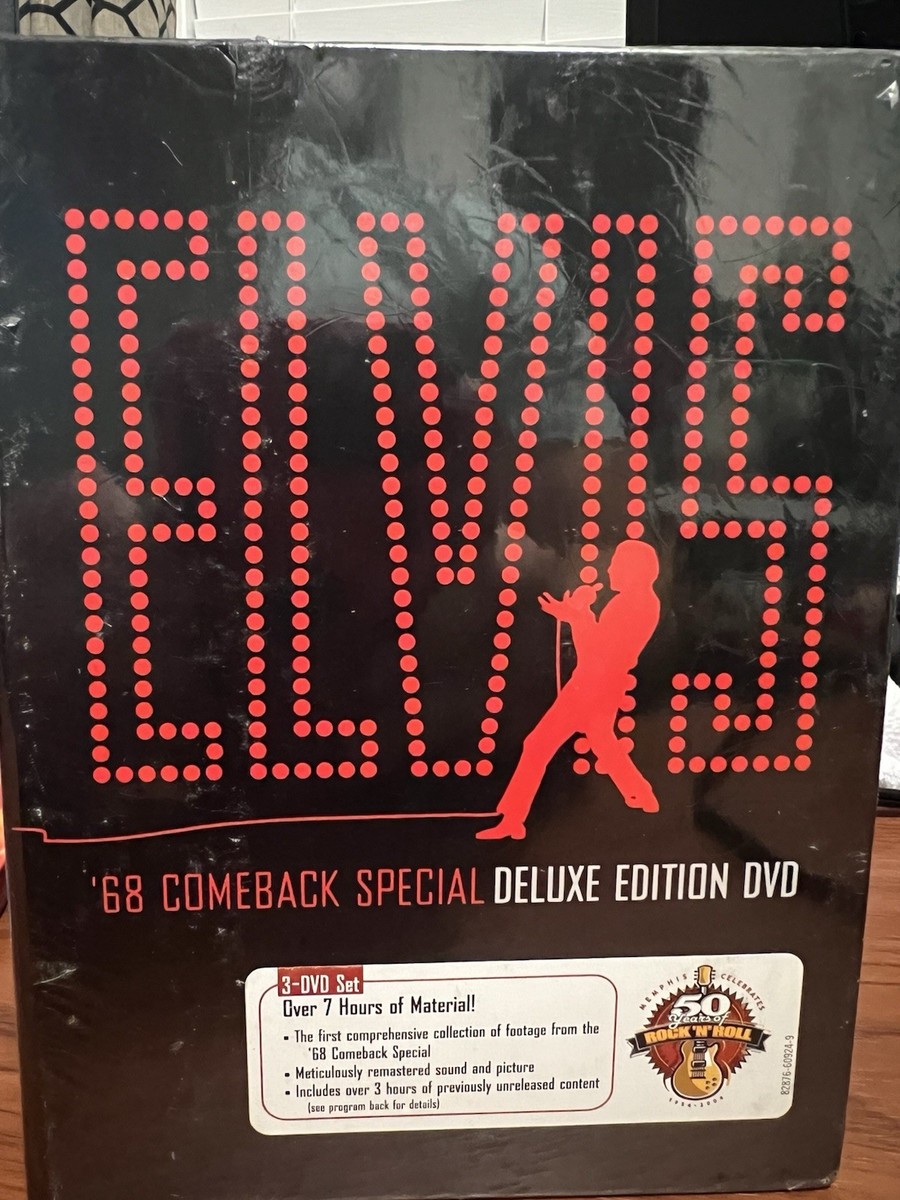 ELVIS
'68 COMEBACK SPECIAL DELUXE EDITION DVD
3-DVD Set
Over 7 Hours of Material!
▪ The first comprehensive collection of footage from the
'68 Comeback Special
▪ Meticulously remastered sound and picture
▪ Includes over 3 hours of previously unreleased content
(see program back for details)
MEMPHIS CELEBRATES
50
Years of
ROCK 'N' ROLL
1954-2004
82876-60924-9